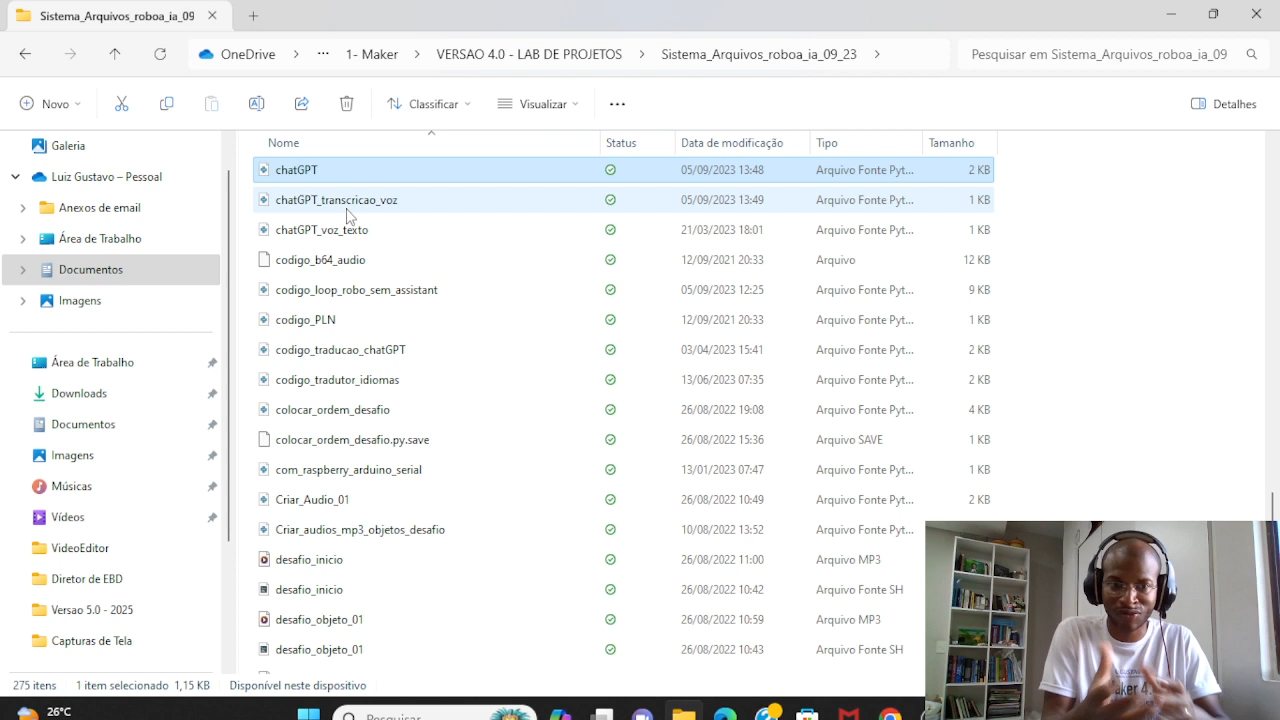 Sistema_Arquivos_roboa_ia_09
OneDrive > ... 1- Maker > VERSAO 4.0 - LAB DE PROJETOS > Sistema_Arquivos_roboa_ia_09_23 >
Pesquisar em Sistema_Arquivos_roboa_ia_09
Novo
Classificar
Visualizar
Detalhes
Galeria
Luiz Gustavo – Pessoal
Anexos de email
Área de Trabalho
Documentos
Imagens
Área de Trabalho
Downloads
Documentos
Imagens
Músicas
Vídeos
VideoEditor
Diretor de EBD
Versao 5.0 - 2025
Capturas de Tela
Nome Status Data de modificação Tipo Tamanho
chatGPT 05/09/2023 13:48 Arquivo Fonte Pyt... 2 KB
chatGPT_transcricao_voz 05/09/2023 13:49 Arquivo Fonte Pyt... 1 KB
chatGPT_voz_texto 21/03/2023 18:01 Arquivo Fonte Pyt... 1 KB
codigo_b64_audio 12/09/2021 20:33 Arquivo 12 KB
codigo_loop_robo_sem_assistant 05/09/2023 12:25 Arquivo Fonte Pyt... 9 KB
codigo_PLN 12/09/2021 20:33 Arquivo Fonte Pyt... 1 KB
codigo_traducao_chatGPT 03/04/2023 15:41 Arquivo Fonte Pyt... 2 KB
codigo_tradutor_idiomas 13/06/2023 07:35 Arquivo Fonte Pyt... 2 KB
colocar_ordem_desafio 26/08/2022 19:08 Arquivo Fonte Pyt... 4 KB
colocar_ordem_desafio.py.save 26/08/2022 15:36 Arquivo SAVE 1 KB
com_raspberry_arduino_serial 13/01/2023 07:47 Arquivo Fonte Pyt... 1 KB
Criar_Audio_01 26/08/2022 10:49 Arquivo Fonte Pyt... 2 KB
Criar_audios_mp3_objetos_desafio 10/08/2022 13:52 Arquivo Fonte Pyt...
desafio_inicio 26/08/2022 11:00 Arquivo MP3
desafio_inicio 26/08/2022 10:42 Arquivo Fonte SH
desafio_objeto_01 26/08/2022 10:59 Arquivo MP3
desafio_objeto_01 26/08/2022 10:43 Arquivo Fonte SH
275 itens 1 item selecionado 1,15 KB Disponível neste dispositivo
26°C
Pesquisar